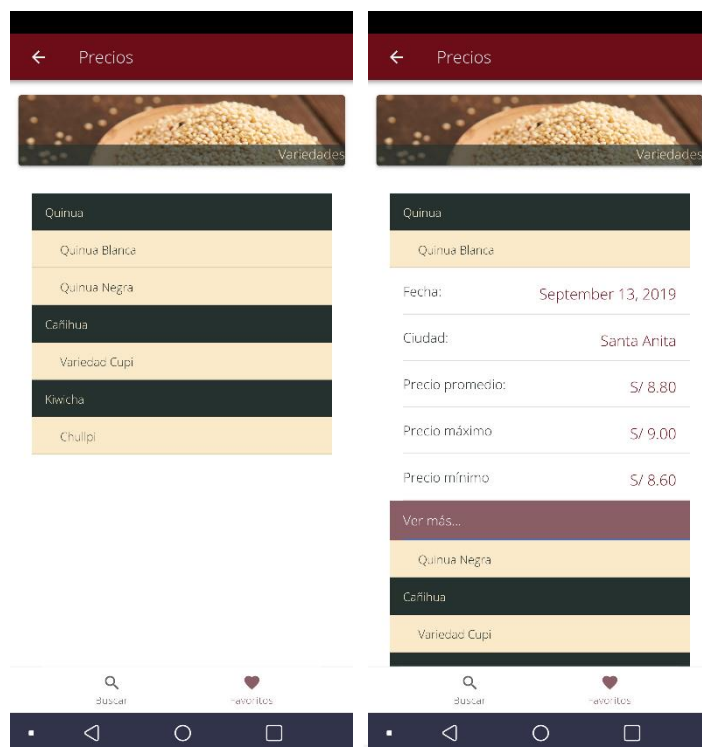 Precios
Variedades
Quinua
Quinua Blanca
Quinua Negra
Cañihua
Variedad Cupi
Kiwicha
Chullpi
Buscar
Favoritos
Precios
Variedades
Quinua
Quinua Blanca
Fecha: September 13, 2019
Ciudad: Santa Anita
Precio promedio: S/ 8.80
Precio máximo S/ 9.00
Precio mínimo S/ 8.60
Ver más...
Quinua Negra
Cañihua
Variedad Cupi
Buscar
Favoritos